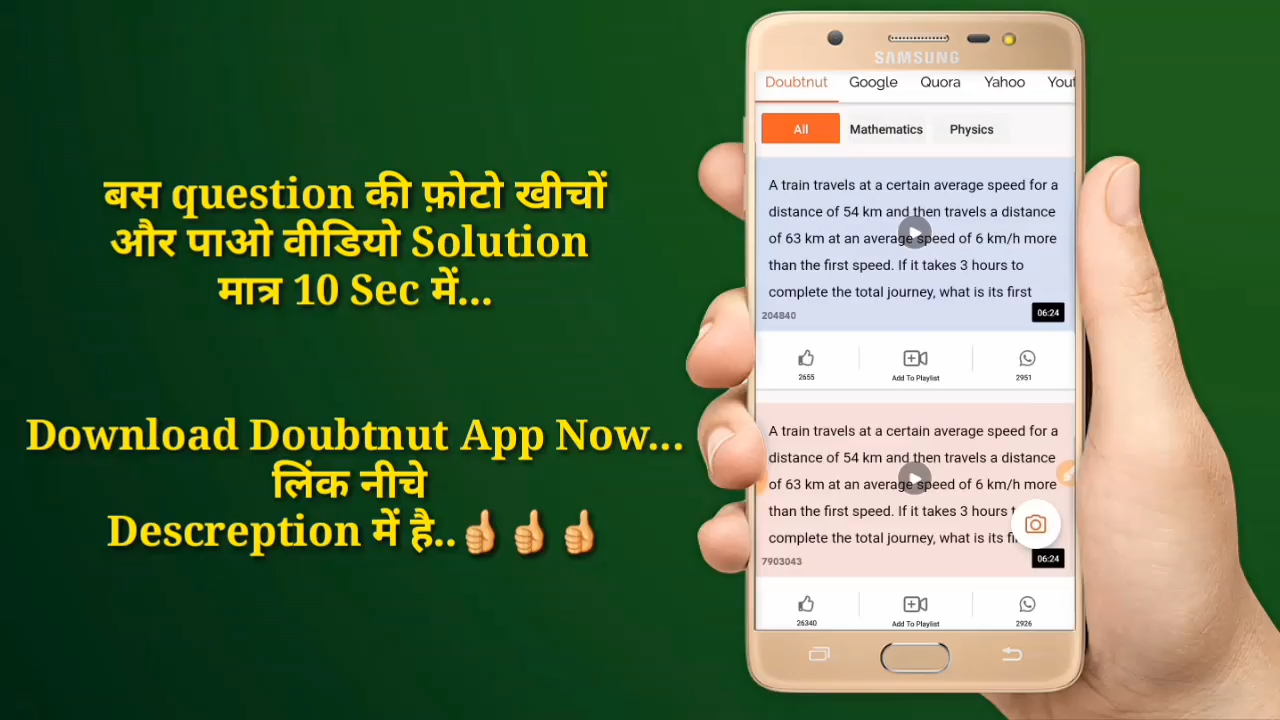 बस question की फ़ोटो खीचों
और पाओ वीडियो Solution
मात्र 10 Sec में...
Download Doubtnut App Now...
लिंक नीचे
Descreption में है..👍👍👍
SAMSUNG
Doubtnut Google Quora Yahoo
All Mathematics Physics
A train travels at a certain average speed for a
distance of 54 km and then travels a distance
of 63 km at an average speed of 6 km/h more
than the first speed. If it takes 3 hours to
complete the total journey, what is its first
204840 06:24
2655 Add To Playlist 2951
A train travels at a certain average speed for a
distance of 54 km and then travels a distance
of 63 km at an average speed of 6 km/h more
than the first speed. If it takes 3 hours
complete the total journey, what is its
7903043 06:24
26340 Add To Playlist 2926